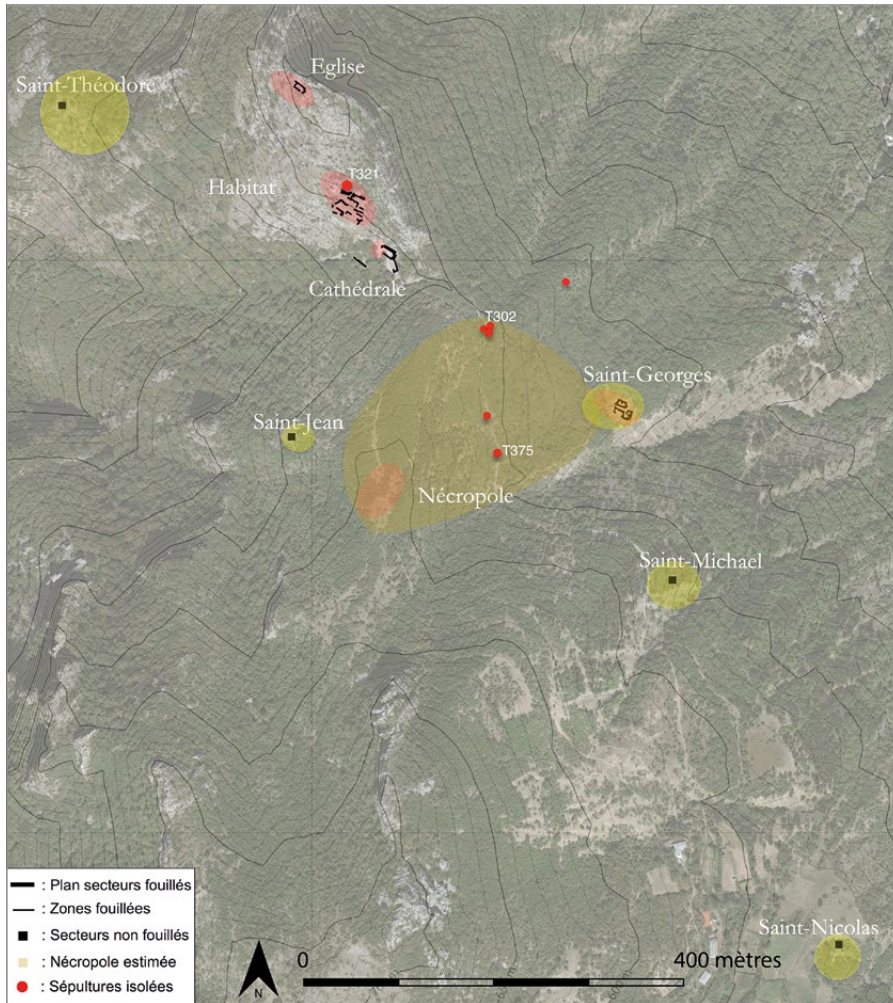 Saint-Théodore
Eglise
T321
Habitat
Cathédrale
T302
Saint-Georges
Saint-Jean
T375
Nécropole
Saint-Michael
Saint-Nicolas
: Plan secteurs fouillés
: Zones fouillées
: Secteurs non fouillés
: Nécropole estimée
: Sépultures isolées
N
0
400 mètres